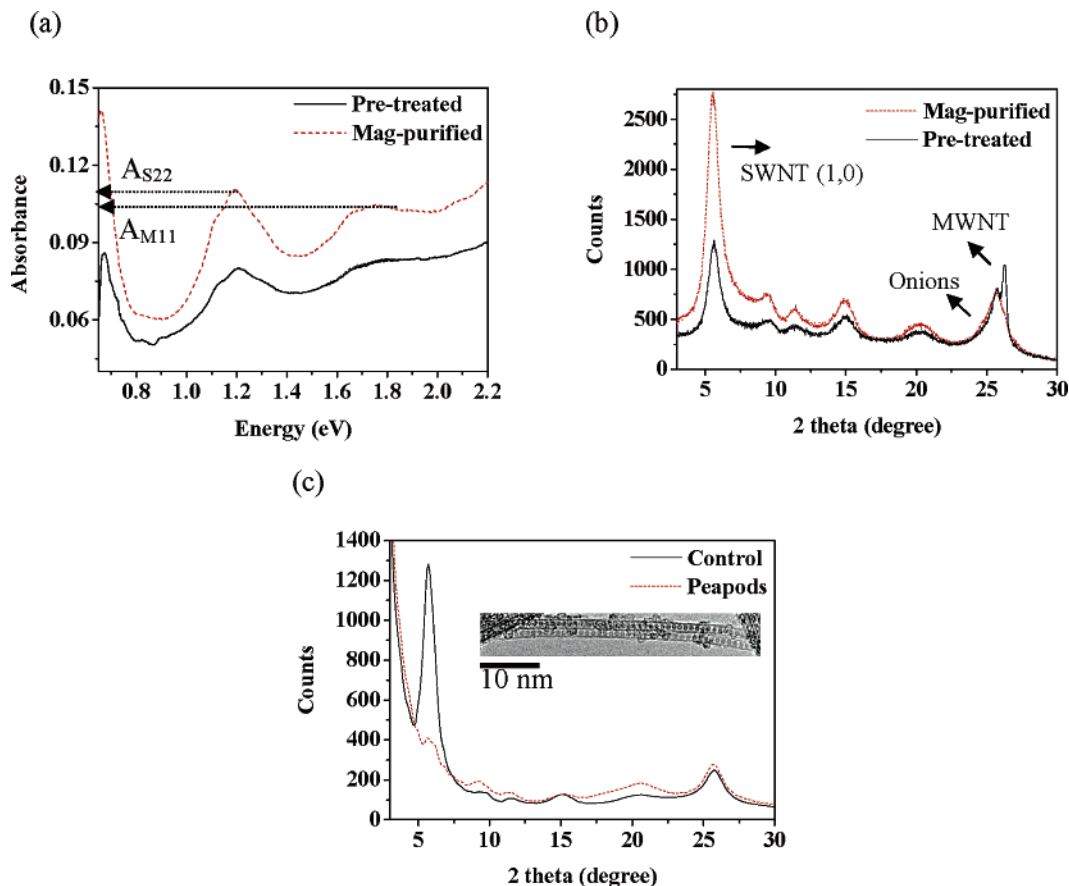 (a)
0.15
0.12
0.09
0.06
Absorbance
Pre-treated
Mag-purified
AS22
AM11
0.8 1.0 1.2 1.4 1.6 1.8 2.0 2.2
Energy (eV)
(b)
2500
2000
1500
1000
500
0
Counts
Mag-purified
Pre-treated
SWNT (1,0)
MWNT
Onions
5 10 15 20 25 30
2 theta (degree)
(c)
1400
1200
1000
800
600
400
200
0
Counts
Control
Peapods
10 nm
5 10 15 20 25 30
2 theta (degree)